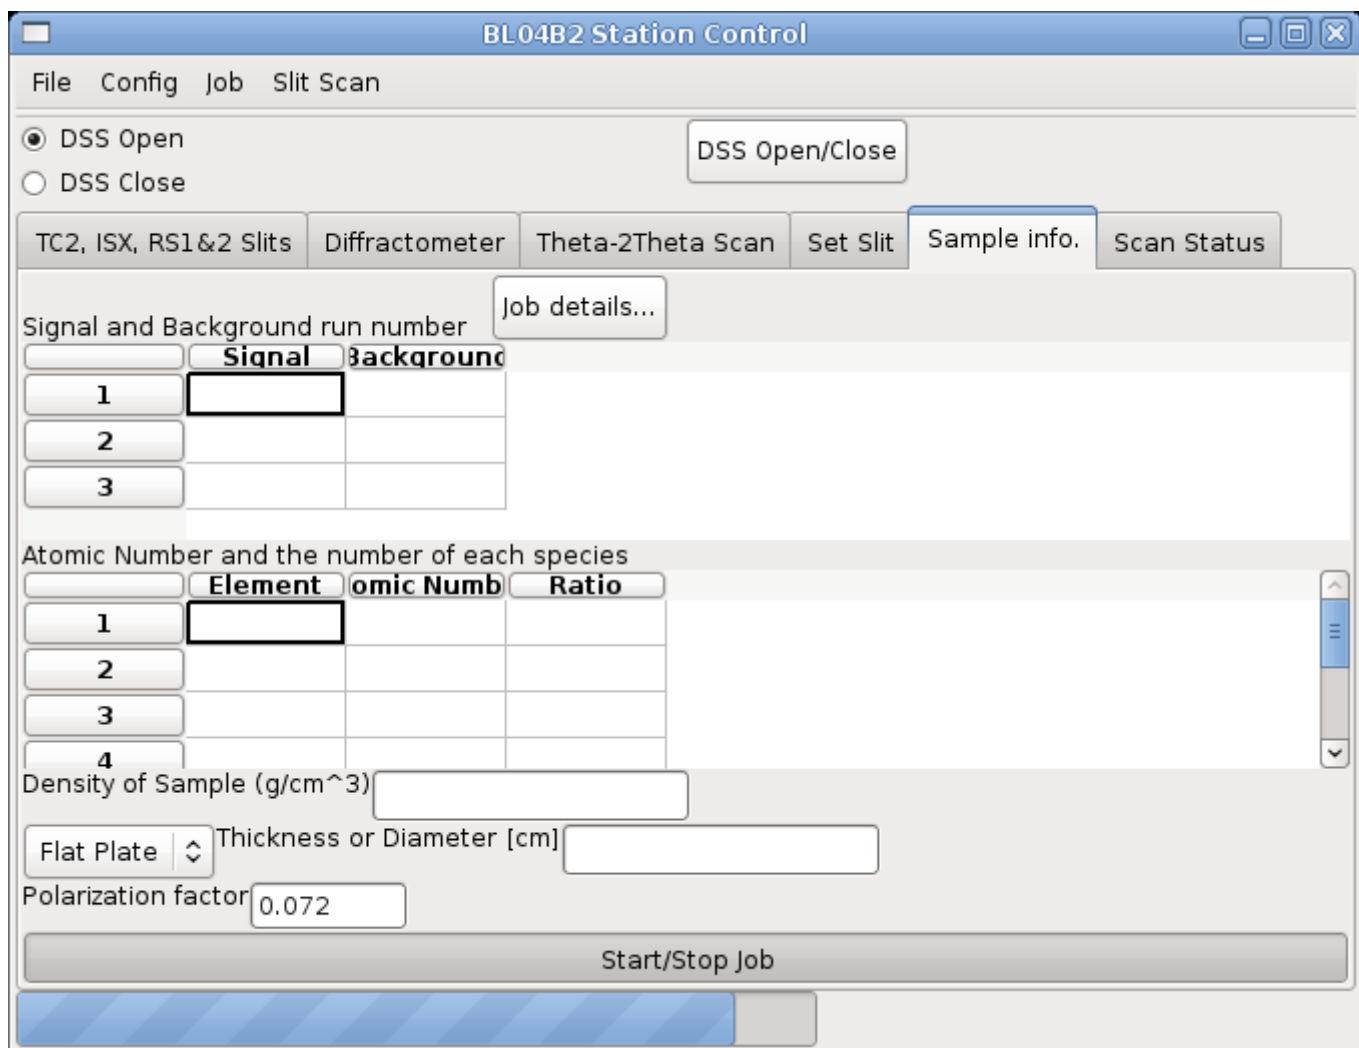 BL04B2 Station Control
File Config Job Slit Scan
DSS Open
DSS Open/Close
DSS Close
TC2, ISX, RS1&2 Slits Diffractometer Theta-2Theta Scan Set Slit Sample info. Scan Status
Job details...
Signal and Background run number
Signal Background
1
2
3
Atomic Number and the number of each species
Element omic Numb Ratio
1
2
3
4
Density of Sample (g/cm^3)
Flat Plate Thickness or Diameter [cm]
Polarization factor 0.072
Start/Stop Job